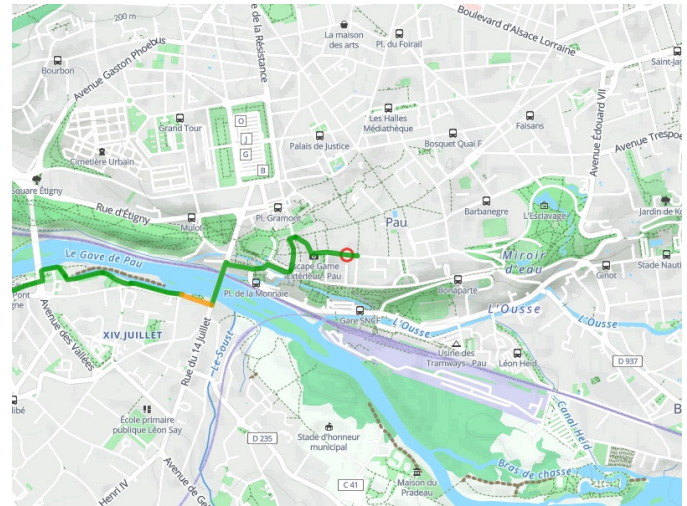 200 m
Boulevard d'Alsace Lorraine
La maison
des arts
Pl. du Foirail
Saint-Ja
Bourbon
Avenue Gaston Phoebus
e de la Résistance
Avenue Édouard VII
Grand Tour
O
J
G
B
Les Halles
Médiathèque
Faisans
Palais de Justice
Bosquet Quai F
Avenue Trespoe
Cimetière Urbain
Square Étigny
Rue d'Étigny
Mulot
Pl. Gramont
Pau
Barbanegre
L'Esclavage
Jardin de Ko
Le Gave de Pau
Escape Game
Extérieur Pau
Miroir
d'eau
Ginot
Stade Nauti
Pont
gne
Pl. de la Monnaie
Bonaparte
Gare SNCF
L'Ousse
L'Ousse
L'Ousse
XIV JUILLET
Avenue des Vallées
Rue du 14 juillet
Le Soust
Usine des
Tramways - Pau
Léon Heid
D 937
B
libé
École primaire
publique Léon Say
D 235
Stade d'honneur
municipal
Canal Heid
Bras de chasse
Henri IV
Avenue de Ge
C 41
Maison du
Pradeau